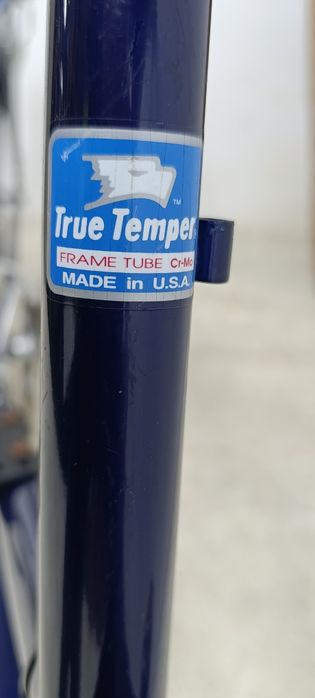 ™
True Temper
FRAME TUBE Cr-Mo
MADE in U.S.A.